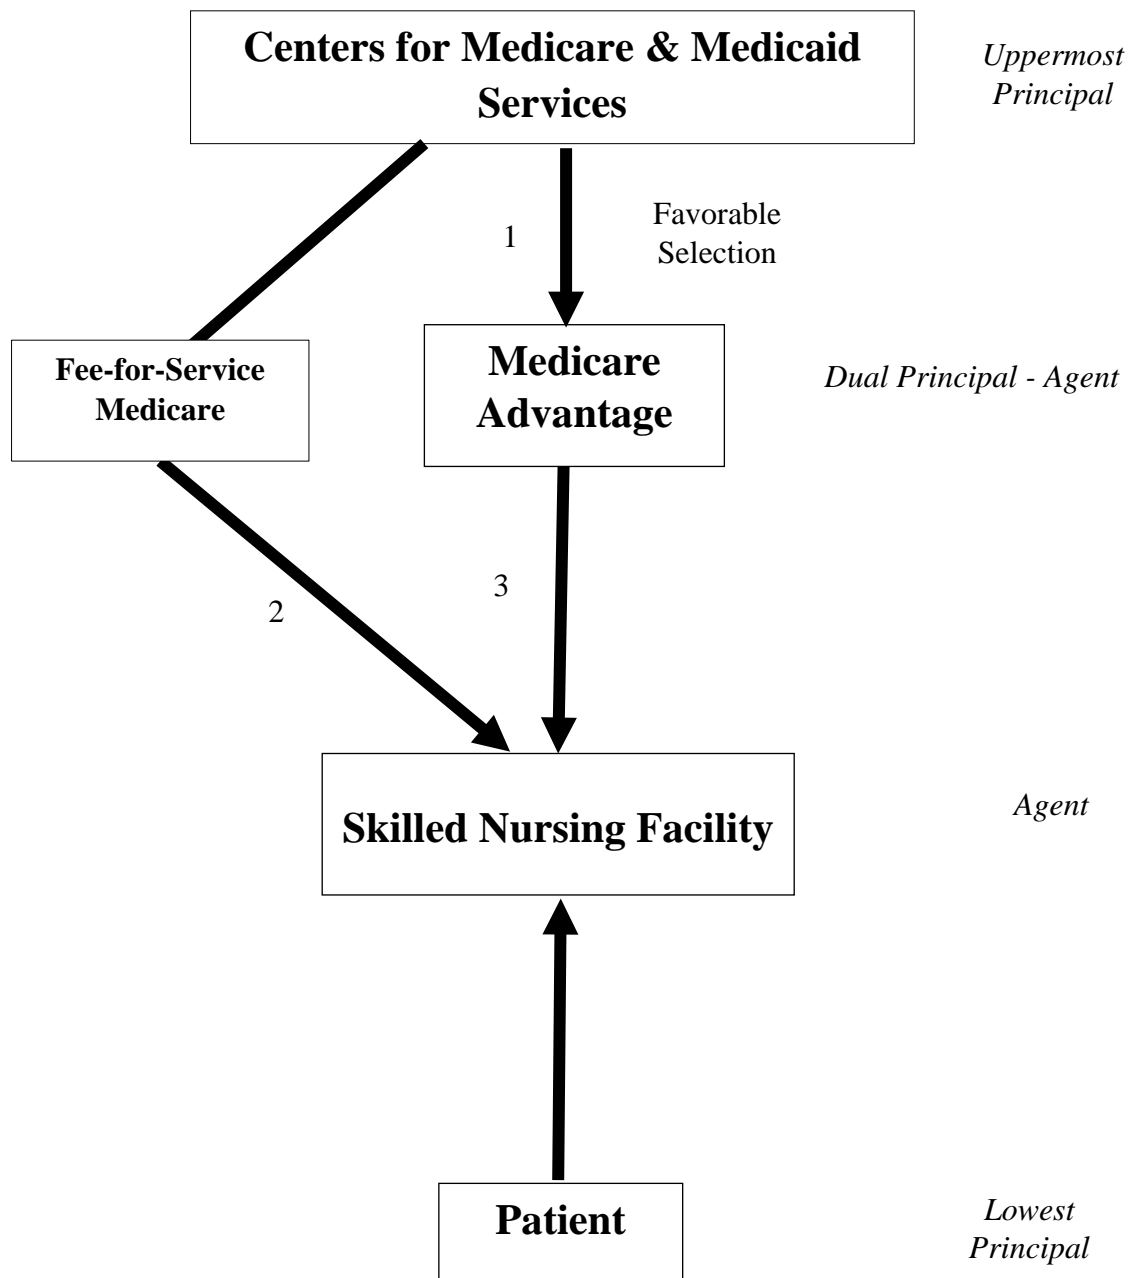 Centers for Medicare & Medicaid
Services
Uppermost
Principal
1
Favorable
Selection
Fee-for-Service
Medicare
Medicare
Advantage
Dual Principal - Agent
2
3
Skilled Nursing Facility
Agent
Patient
Lowest
Principal